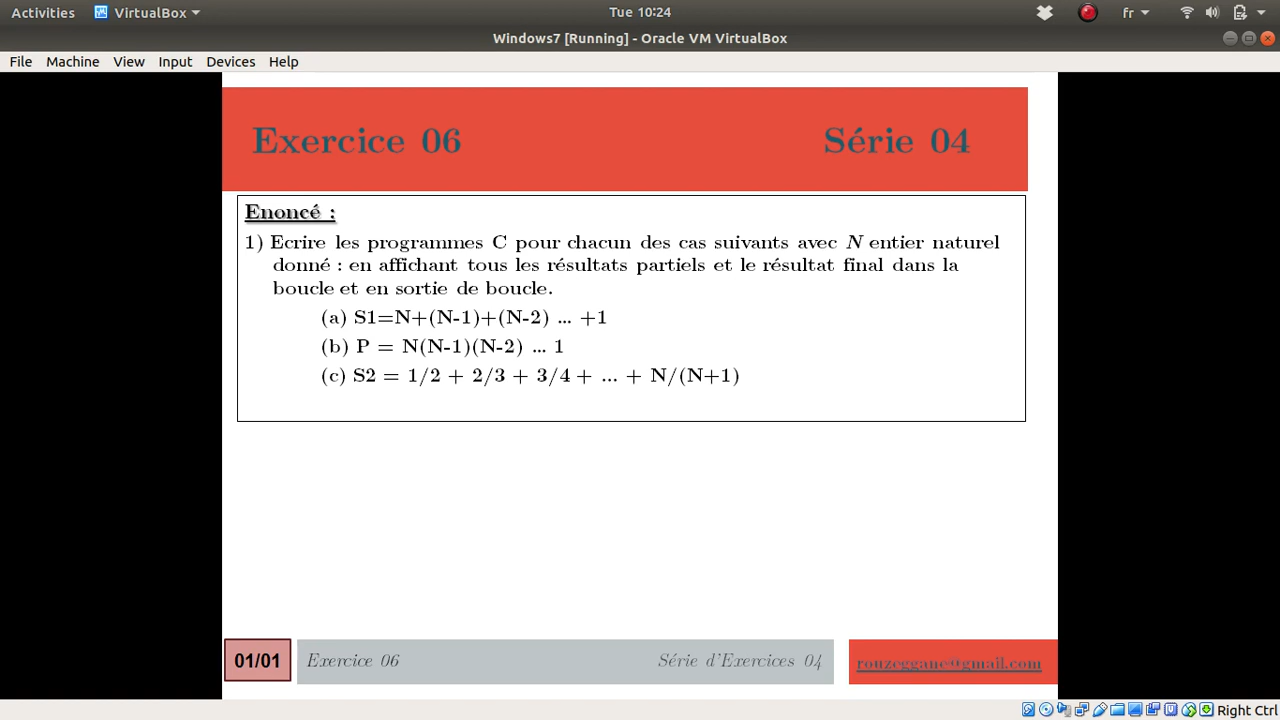 Activities VirtualBox Tue 10:24 fr
Windows7 [Running] - Oracle VM VirtualBox
File Machine View Input Devices Help
Exercice 06 Série 04
Enoncé :
1) Ecrire les programmes C pour chacun des cas suivants avec N entier naturel
donné : en affichant tous les résultats partiels et le résultat final dans la
boucle et en sortie de boucle.
(a) S1=N+(N-1)+(N-2) ... +1
(b) P = N(N-1)(N-2) ... 1
(c) S2 = 1/2 + 2/3 + 3/4 + ... + N/(N+1)
01/01 Exercice 06 Série d'Exercices 04 rouzeggane@gmail.com
Right Ctrl